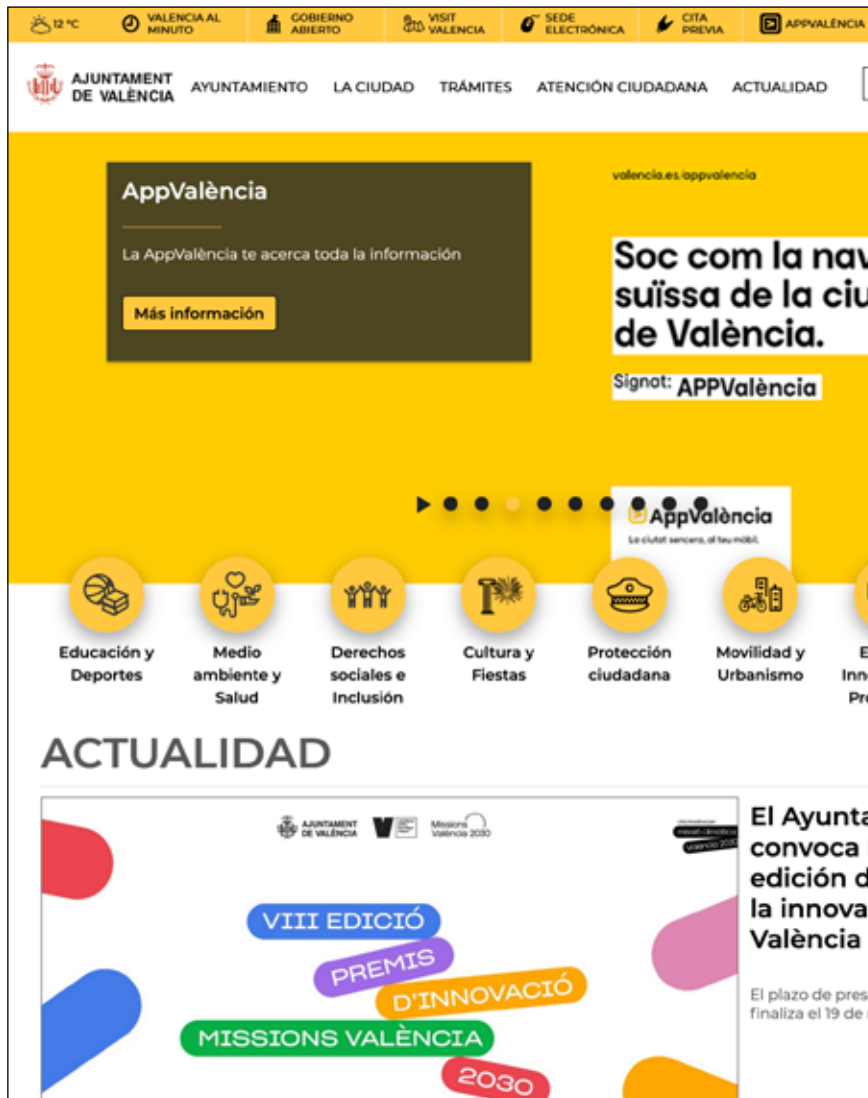 12 °C
VALENCIA AL
MINUTO
GOBIERNO
ABIERTO
VISIT
VALENCIA
SEDE
ELECTRÓNICA
CITA
PREVIA
APPVALÈNCIA
AJUNTAMENT
DE VALÈNCIA
AYUNTAMIENTO LA CIUDAD TRÁMITES ATENCIÓN CIUDADANA ACTUALIDAD
AppValència
La AppValència te acerca toda la información
Más información
valencia.es/appvalencia
Soc com la nav
suïssa de la ciu
de València.
Signot: APPValència
AppValència
La ciutat sencera, al teu mòbil.
Educación y
Deportes
Medio
ambiente y
Salud
Derechos
sociales e
Inclusión
Cultura y
Fiestas
Protección
ciudadana
Movilidad y
Urbanismo
E
Inn
Pr
ACTUALIDAD
AJUNTAMENT
DE VALÈNCIA
Missions
València 2030
VIII EDICIÓ
PREMIS
D'INNOVACIÓ
MISSIONS VALÈNCIA
2030
El Ayunta
convoca
edición d
la innova
València
El plazo de pres
finaliza el 19 de